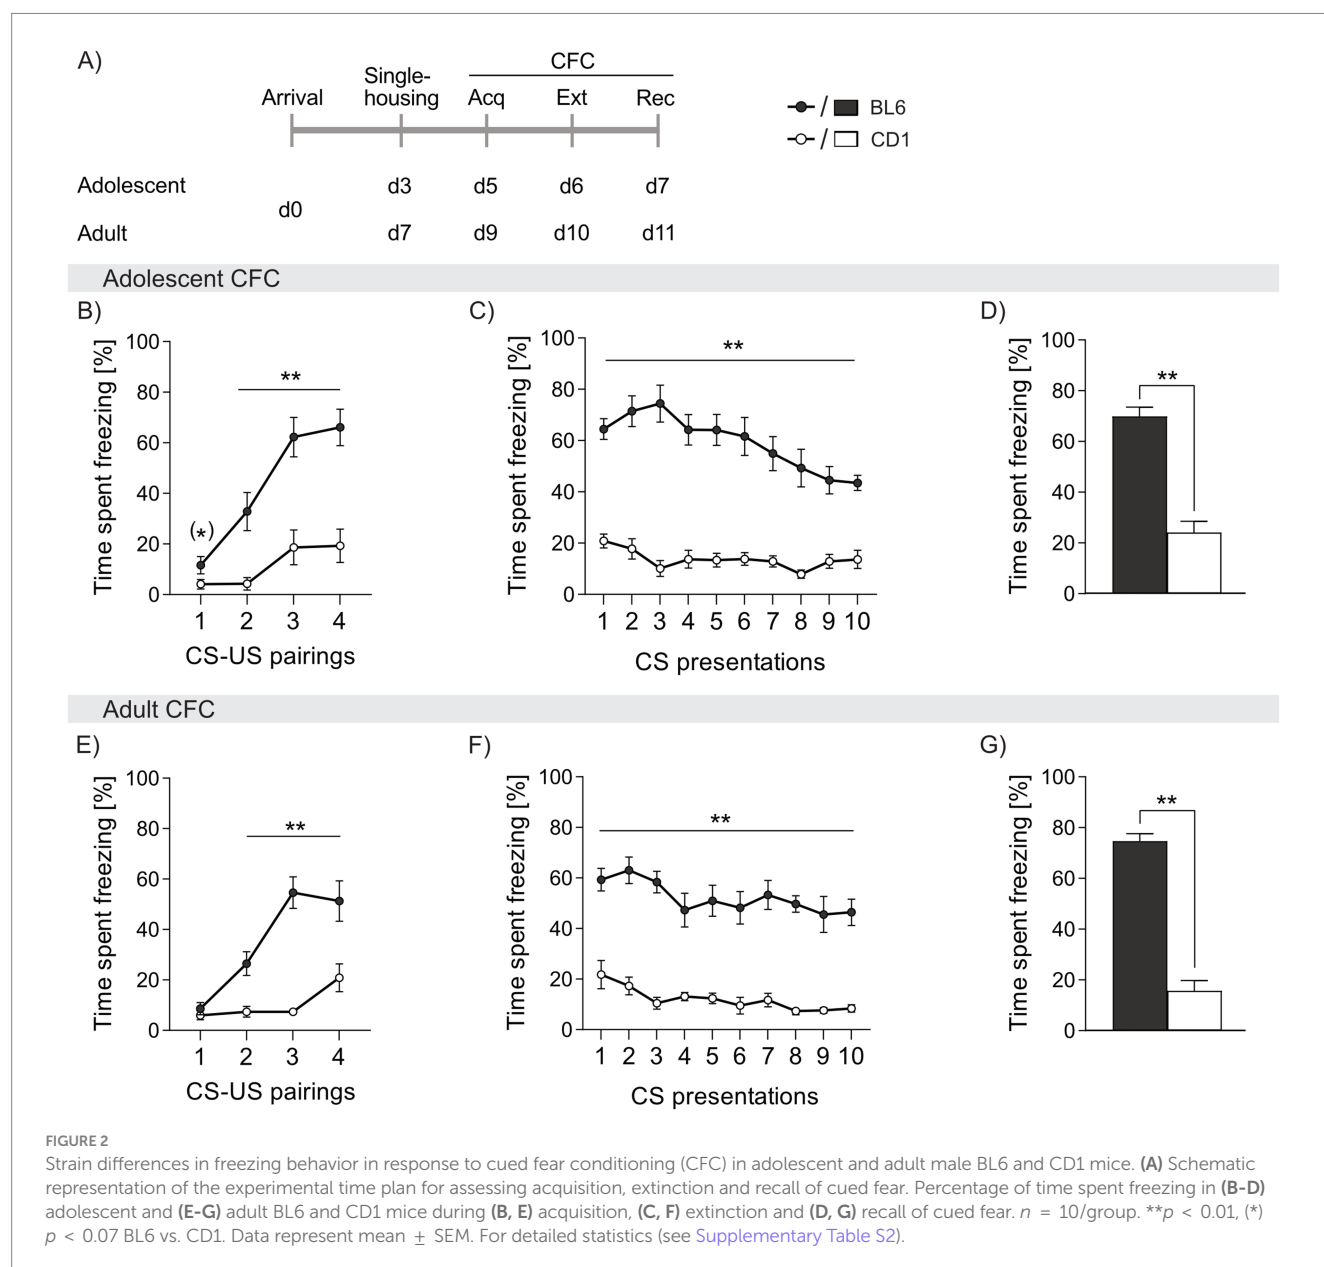 A)
CFC
Single-
housing
Arrival Acq Ext Rec
/ BL6
/ CD1
Adolescent d3 d5 d6 d7
d0
Adult d7 d9 d10 d11
Adolescent CFC
B)
Time spent freezing [%]
100
80
60
40
20
0
**
(*)
1 2 3 4
CS-US pairings
C)
Time spent freezing [%]
100
80
60
40
20
0
**
1 2 3 4 5 6 7 8 9 10
CS presentations
D)
Time spent freezing [%]
100
80
60
40
20
0
**
Adult CFC
E)
Time spent freezing [%]
100
80
60
40
20
0
**
1 2 3 4
CS-US pairings
F)
Time spent freezing [%]
100
80
60
40
20
0
**
1 2 3 4 5 6 7 8 9 10
CS presentations
G)
Time spent freezing [%]
100
80
60
40
20
0
**
FIGURE 2
Strain differences in freezing behavior in response to cued fear conditioning (CFC) in adolescent and adult male BL6 and CD1 mice. (A) Schematic
representation of the experimental time plan for assessing acquisition, extinction and recall of cued fear. Percentage of time spent freezing in (B-D)
adolescent and (E-G) adult BL6 and CD1 mice during (B, E) acquisition, (C, F) extinction and (D, G) recall of cued fear. n = 10/group. **p < 0.01, (*)
p < 0.07 BL6 vs. CD1. Data represent mean ± SEM. For detailed statistics (see Supplementary Table S2).